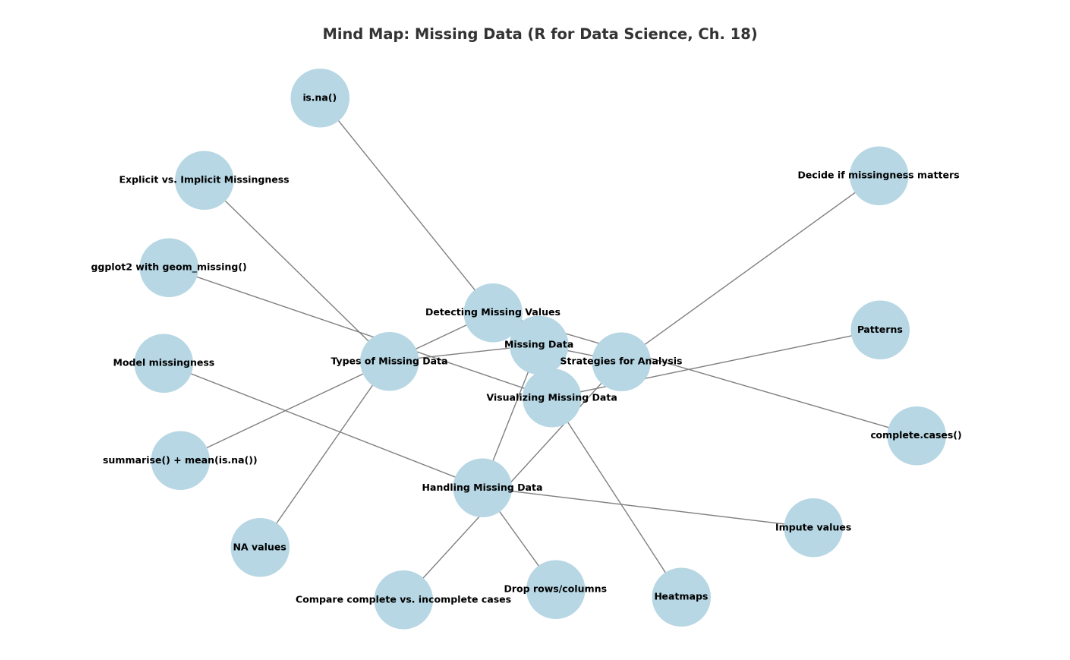 Mind Map: Missing Data (R for Data Science, Ch. 18)
is.na()
Explicit vs. Implicit Missingness
Decide if missingness matters
ggplot2 with geom_missing()
Detecting Missing Values
Missing Data
Patterns
Model missingness
Types of Missing Data
Strategies for Analysis
Visualizing Missing Data
complete.cases()
summarise() + mean(is.na())
Handling Missing Data
Impute values
NA values
Compare complete vs. incomplete cases
Drop rows/columns
Heatmaps